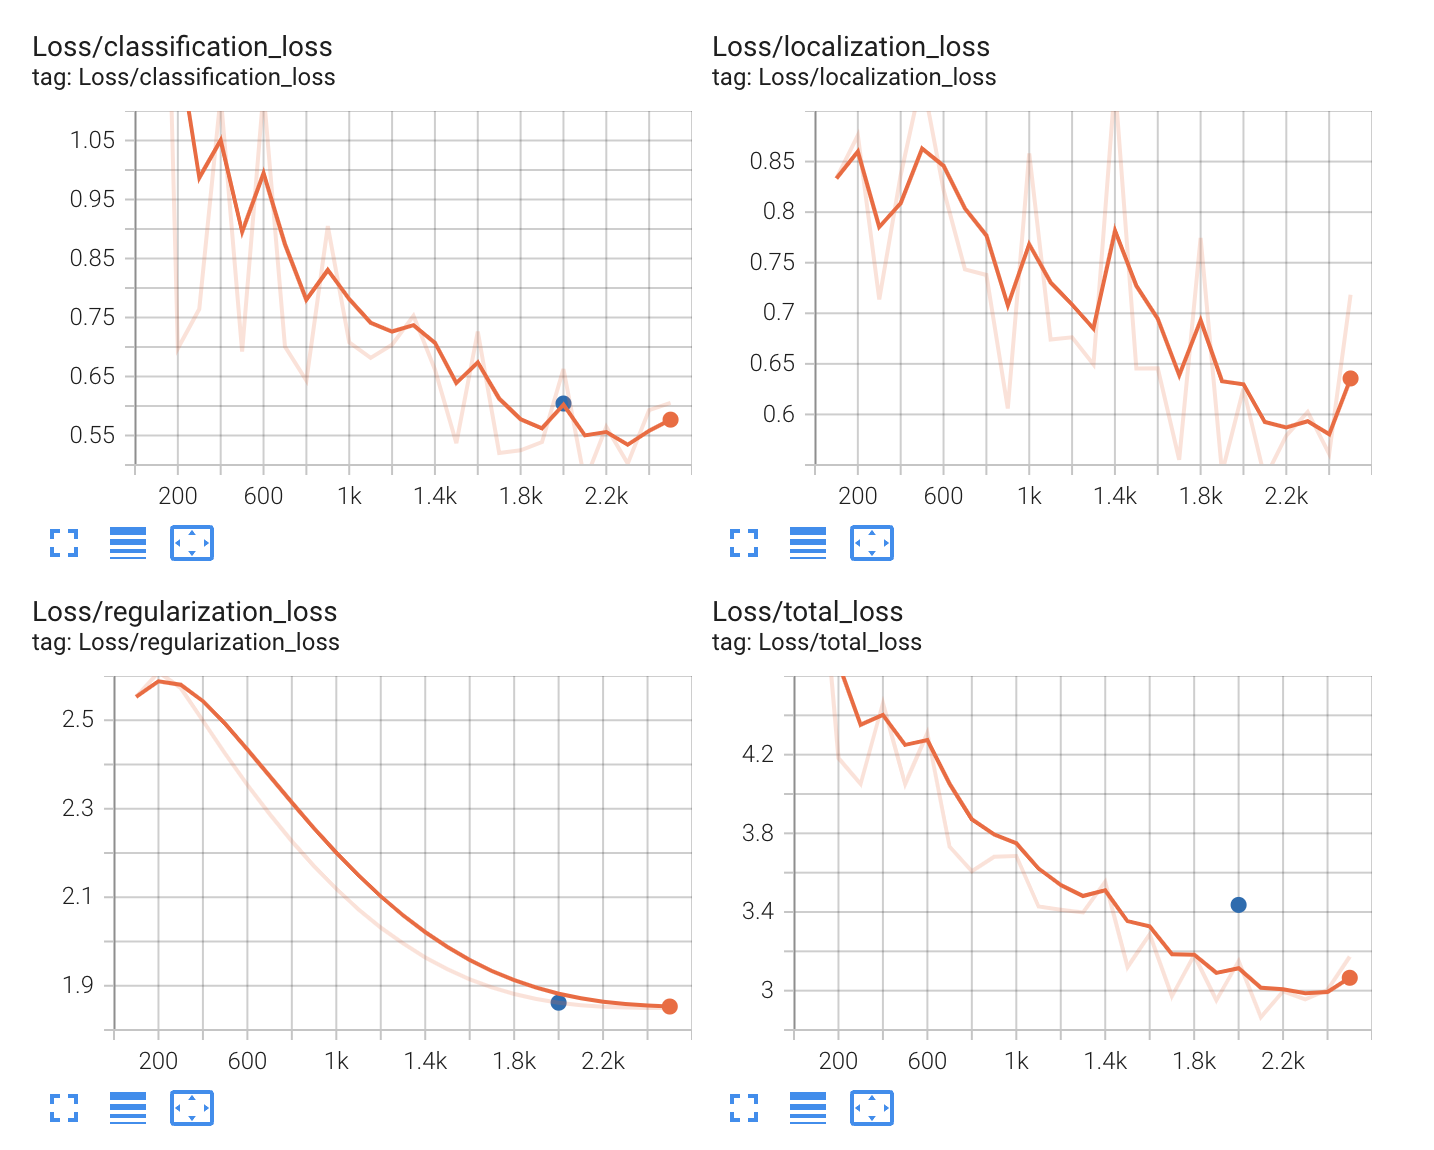 Loss/classification_loss
tag: Loss/classification_loss
1.05
0.95
0.85
0.75
0.65
0.55
200 600 1k 1.4k 1.8k 2.2k
Loss/localization_loss
tag: Loss/localization_loss
0.85
0.8
0.75
0.7
0.65
0.6
200 600 1k 1.4k 1.8k 2.2k
Loss/regularization_loss
tag: Loss/regularization_loss
2.5
2.3
2.1
1.9
200 600 1k 1.4k 1.8k 2.2k
Loss/total_loss
tag: Loss/total_loss
4.2
3.8
3.4
3
200 600 1k 1.4k 1.8k 2.2k